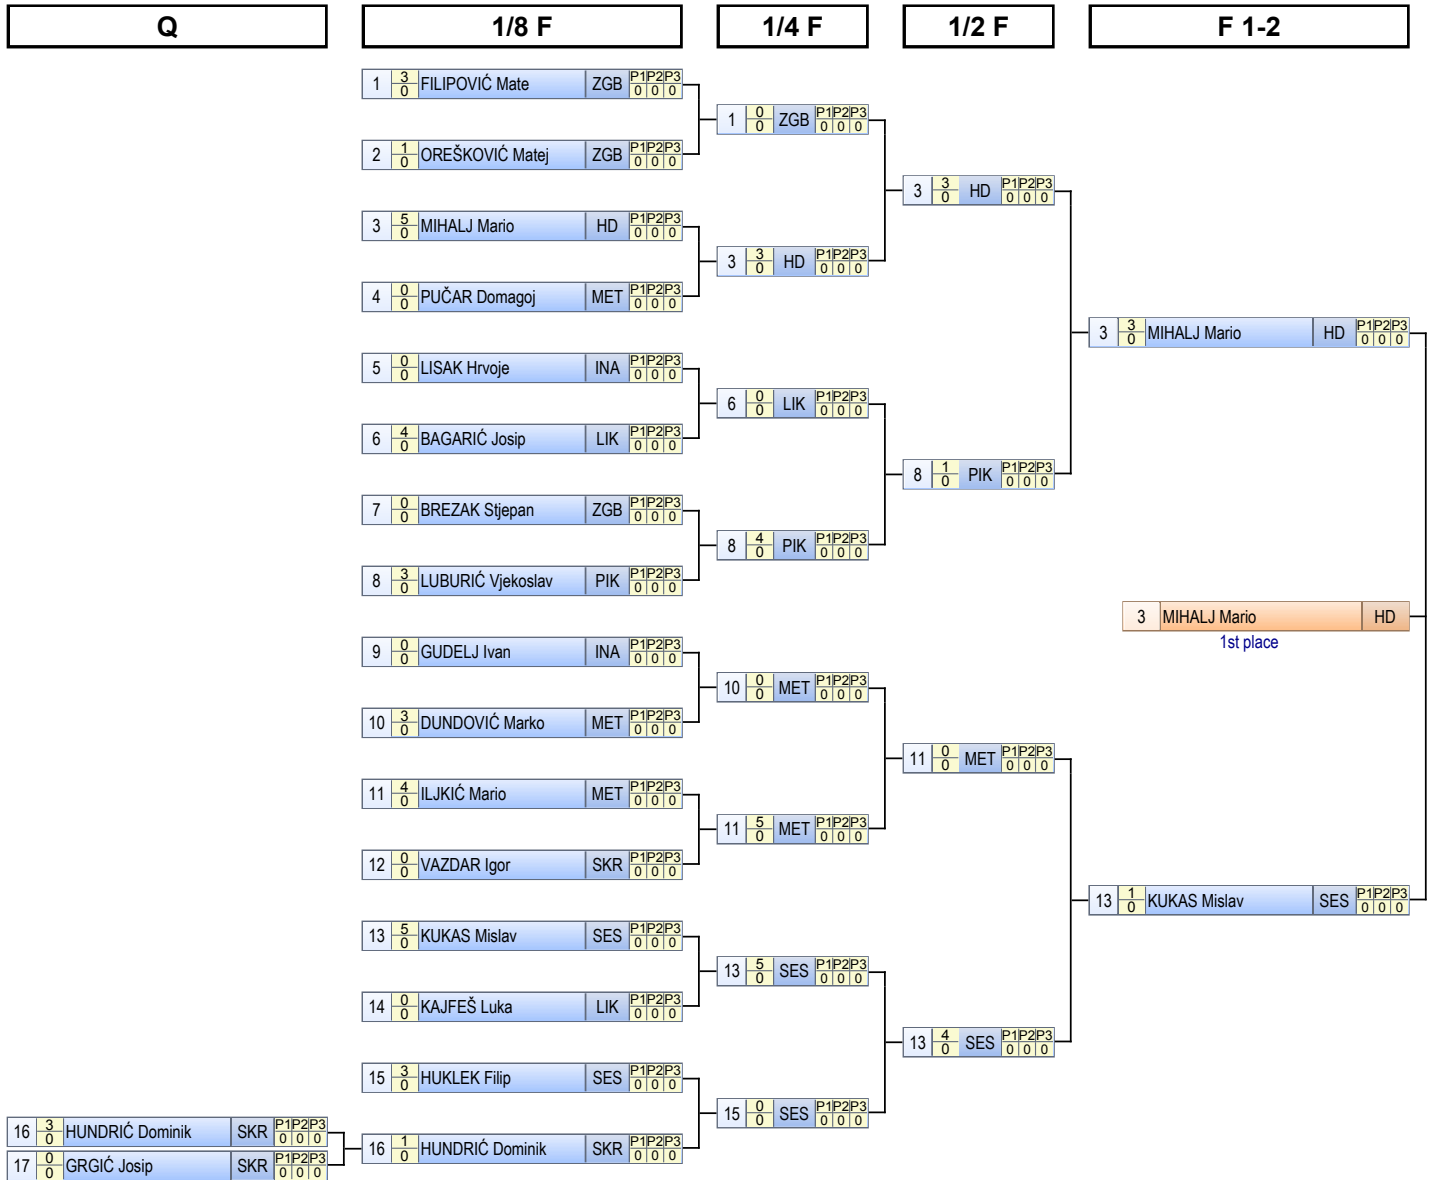 Q 1/8 F 1/4 F 1/2 F F 1-2
1 3 0 FILIPOVIĆ Mate ZGB P1 P2 P3 0 0 0
1 0 0 ZGB P1 P2 P3 0 0 0
2 1 0 OREŠKOVIĆ Matej ZGB P1 P2 P3 0 0 0
3 3 0 HD P1 P2 P3 0 0 0
3 5 0 MIHALJ Mario HD P1 P2 P3 0 0 0
3 3 0 HD P1 P2 P3 0 0 0
4 0 0 PUČAR Domagoj MET P1 P2 P3 0 0 0
3 3 0 MIHALJ Mario HD P1 P2 P3 0 0 0
5 0 0 LISAK Hrvoje INA P1 P2 P3 0 0 0
6 0 0 LIK P1 P2 P3 0 0 0
6 4 0 BAGARIĆ Josip LIK P1 P2 P3 0 0 0
8 1 0 PIK P1 P2 P3 0 0 0
7 0 0 BREZAK Stjepan ZGB P1 P2 P3 0 0 0
8 4 0 PIK P1 P2 P3 0 0 0
8 3 0 LUBURIĆ Vjekoslav PIK P1 P2 P3 0 0 0
3 MIHALJ Mario HD
1st place
9 0 0 GUDELJ Ivan INA P1 P2 P3 0 0 0
10 0 0 MET P1 P2 P3 0 0 0
10 3 0 DUNDOVIĆ Marko MET P1 P2 P3 0 0 0
11 0 0 MET P1 P2 P3 0 0 0
11 4 0 ILJKIĆ Mario MET P1 P2 P3 0 0 0
11 5 0 MET P1 P2 P3 0 0 0
12 0 0 VAZDAR Igor SKR P1 P2 P3 0 0 0
13 1 0 KUKAS Mislav SES P1 P2 P3 0 0 0
13 5 0 KUKAS Mislav SES P1 P2 P3 0 0 0
13 5 0 SES P1 P2 P3 0 0 0
14 0 0 KAJFEŠ Luka LIK P1 P2 P3 0 0 0
13 4 0 SES P1 P2 P3 0 0 0
15 3 0 HUKLEK Filip SES P1 P2 P3 0 0 0
15 0 0 SES P1 P2 P3 0 0 0
16 3 0 HUNDRIĆ Dominik SKR P1 P2 P3 0 0 0
16 1 0 HUNDRIĆ Dominik SKR P1 P2 P3 0 0 0
17 0 0 GRGIĆ Josip SKR P1 P2 P3 0 0 0